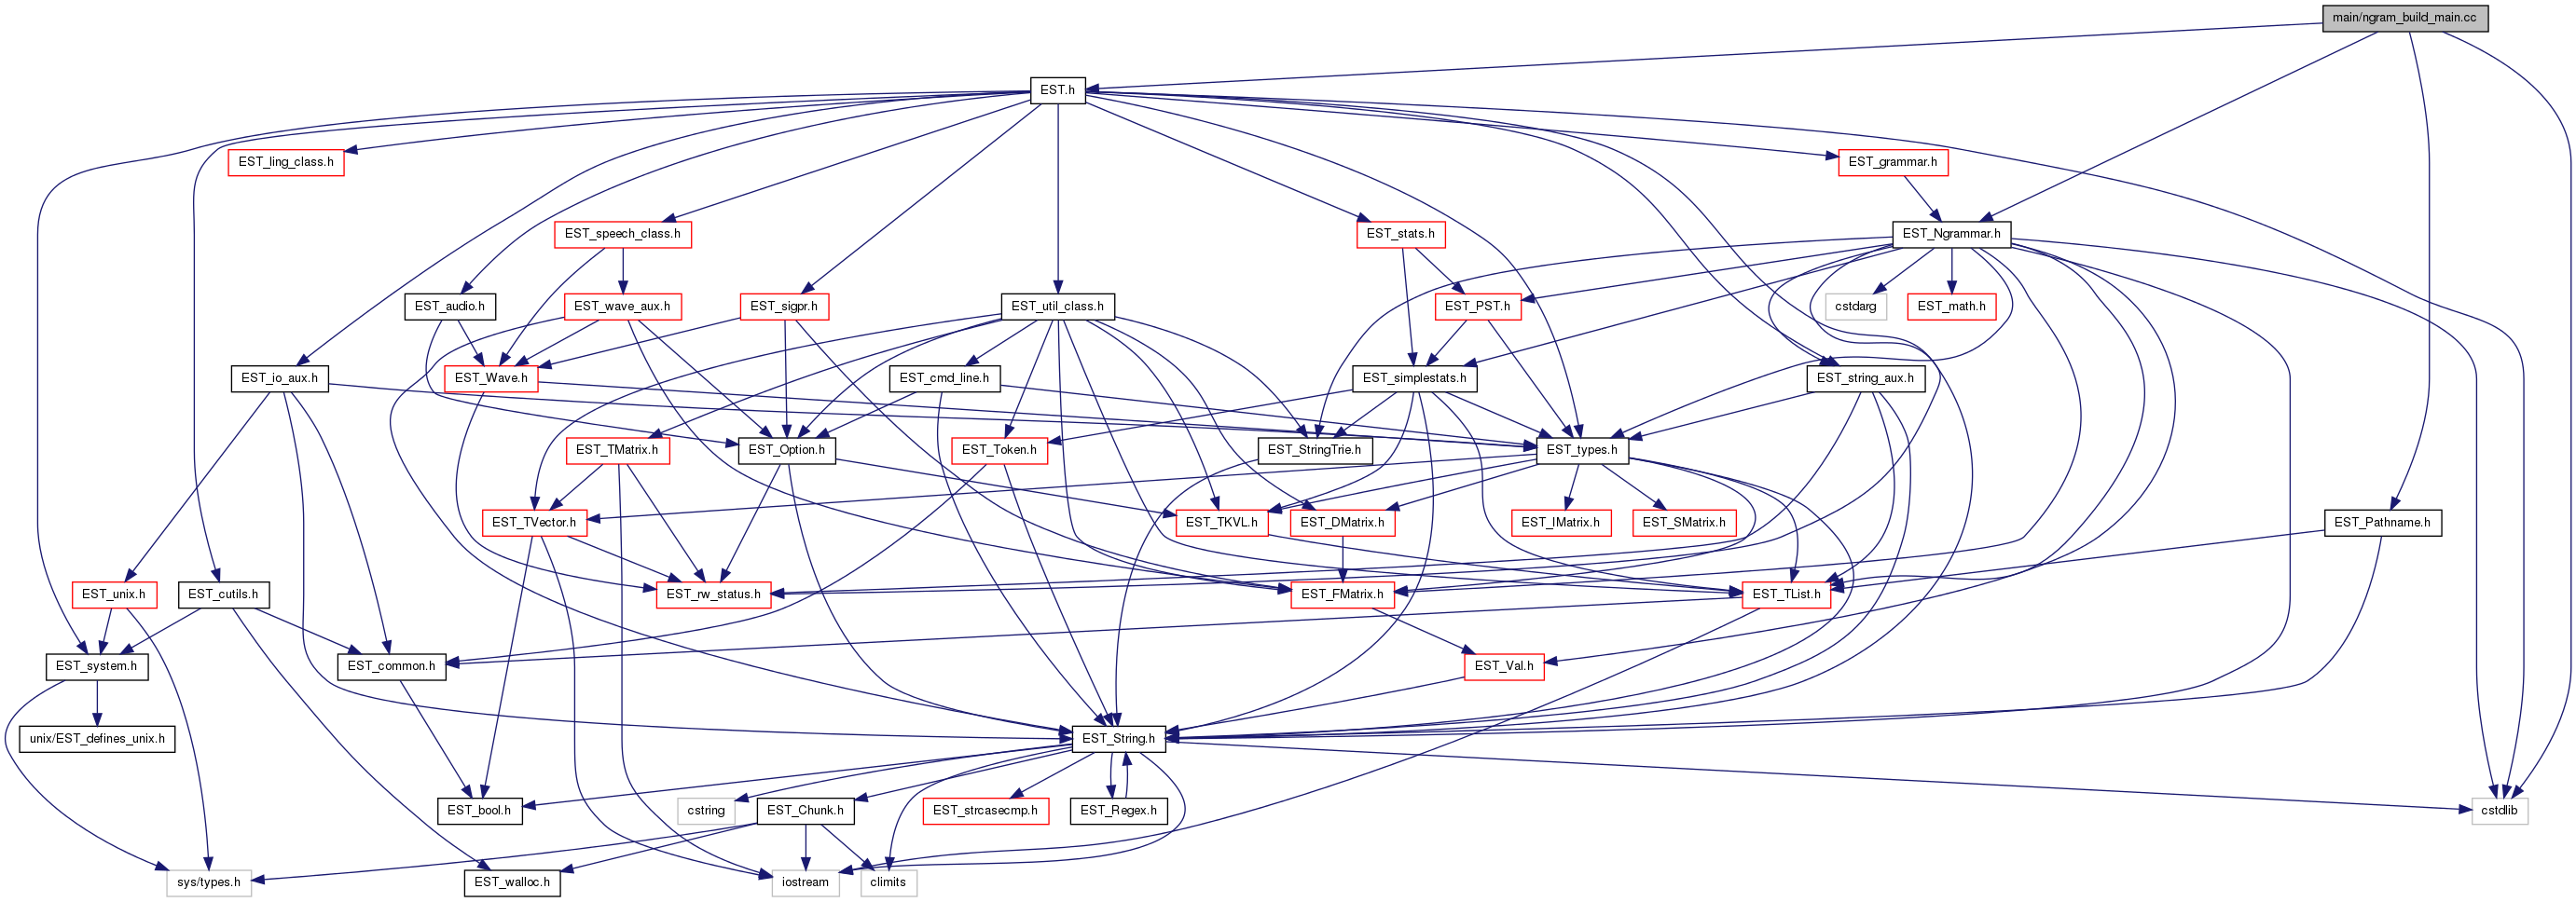 main/ngram_build_main.cc
EST.h
EST_ling_class.h
EST_grammar.h
EST_speech_class.h
EST_stats.h
EST_Ngrammar.h
EST_audio.h
EST_wave_aux.h
EST_sigpr.h
EST_util_class.h
EST_PST.h
cstdarg
EST_math.h
EST_io_aux.h
EST_Wave.h
EST_cmd_line.h
EST_simplestats.h
EST_string_aux.h
EST_TMatrix.h
EST_Option.h
EST_Token.h
EST_StringTrie.h
EST_types.h
EST_TVector.h
EST_TKVL.h
EST_DMatrix.h
EST_IMatrix.h
EST_SMatrix.h
EST_Pathname.h
EST_unix.h
EST_cutils.h
EST_rw_status.h
EST_FMatrix.h
EST_TList.h
EST_system.h
EST_common.h
EST_Val.h
unix/EST_defines_unix.h
EST_String.h
EST_bool.h
cstring
EST_Chunk.h
EST_strcasecmp.h
EST_Regex.h
cstdlib
sys/types.h
EST_walloc.h
iostream
climits